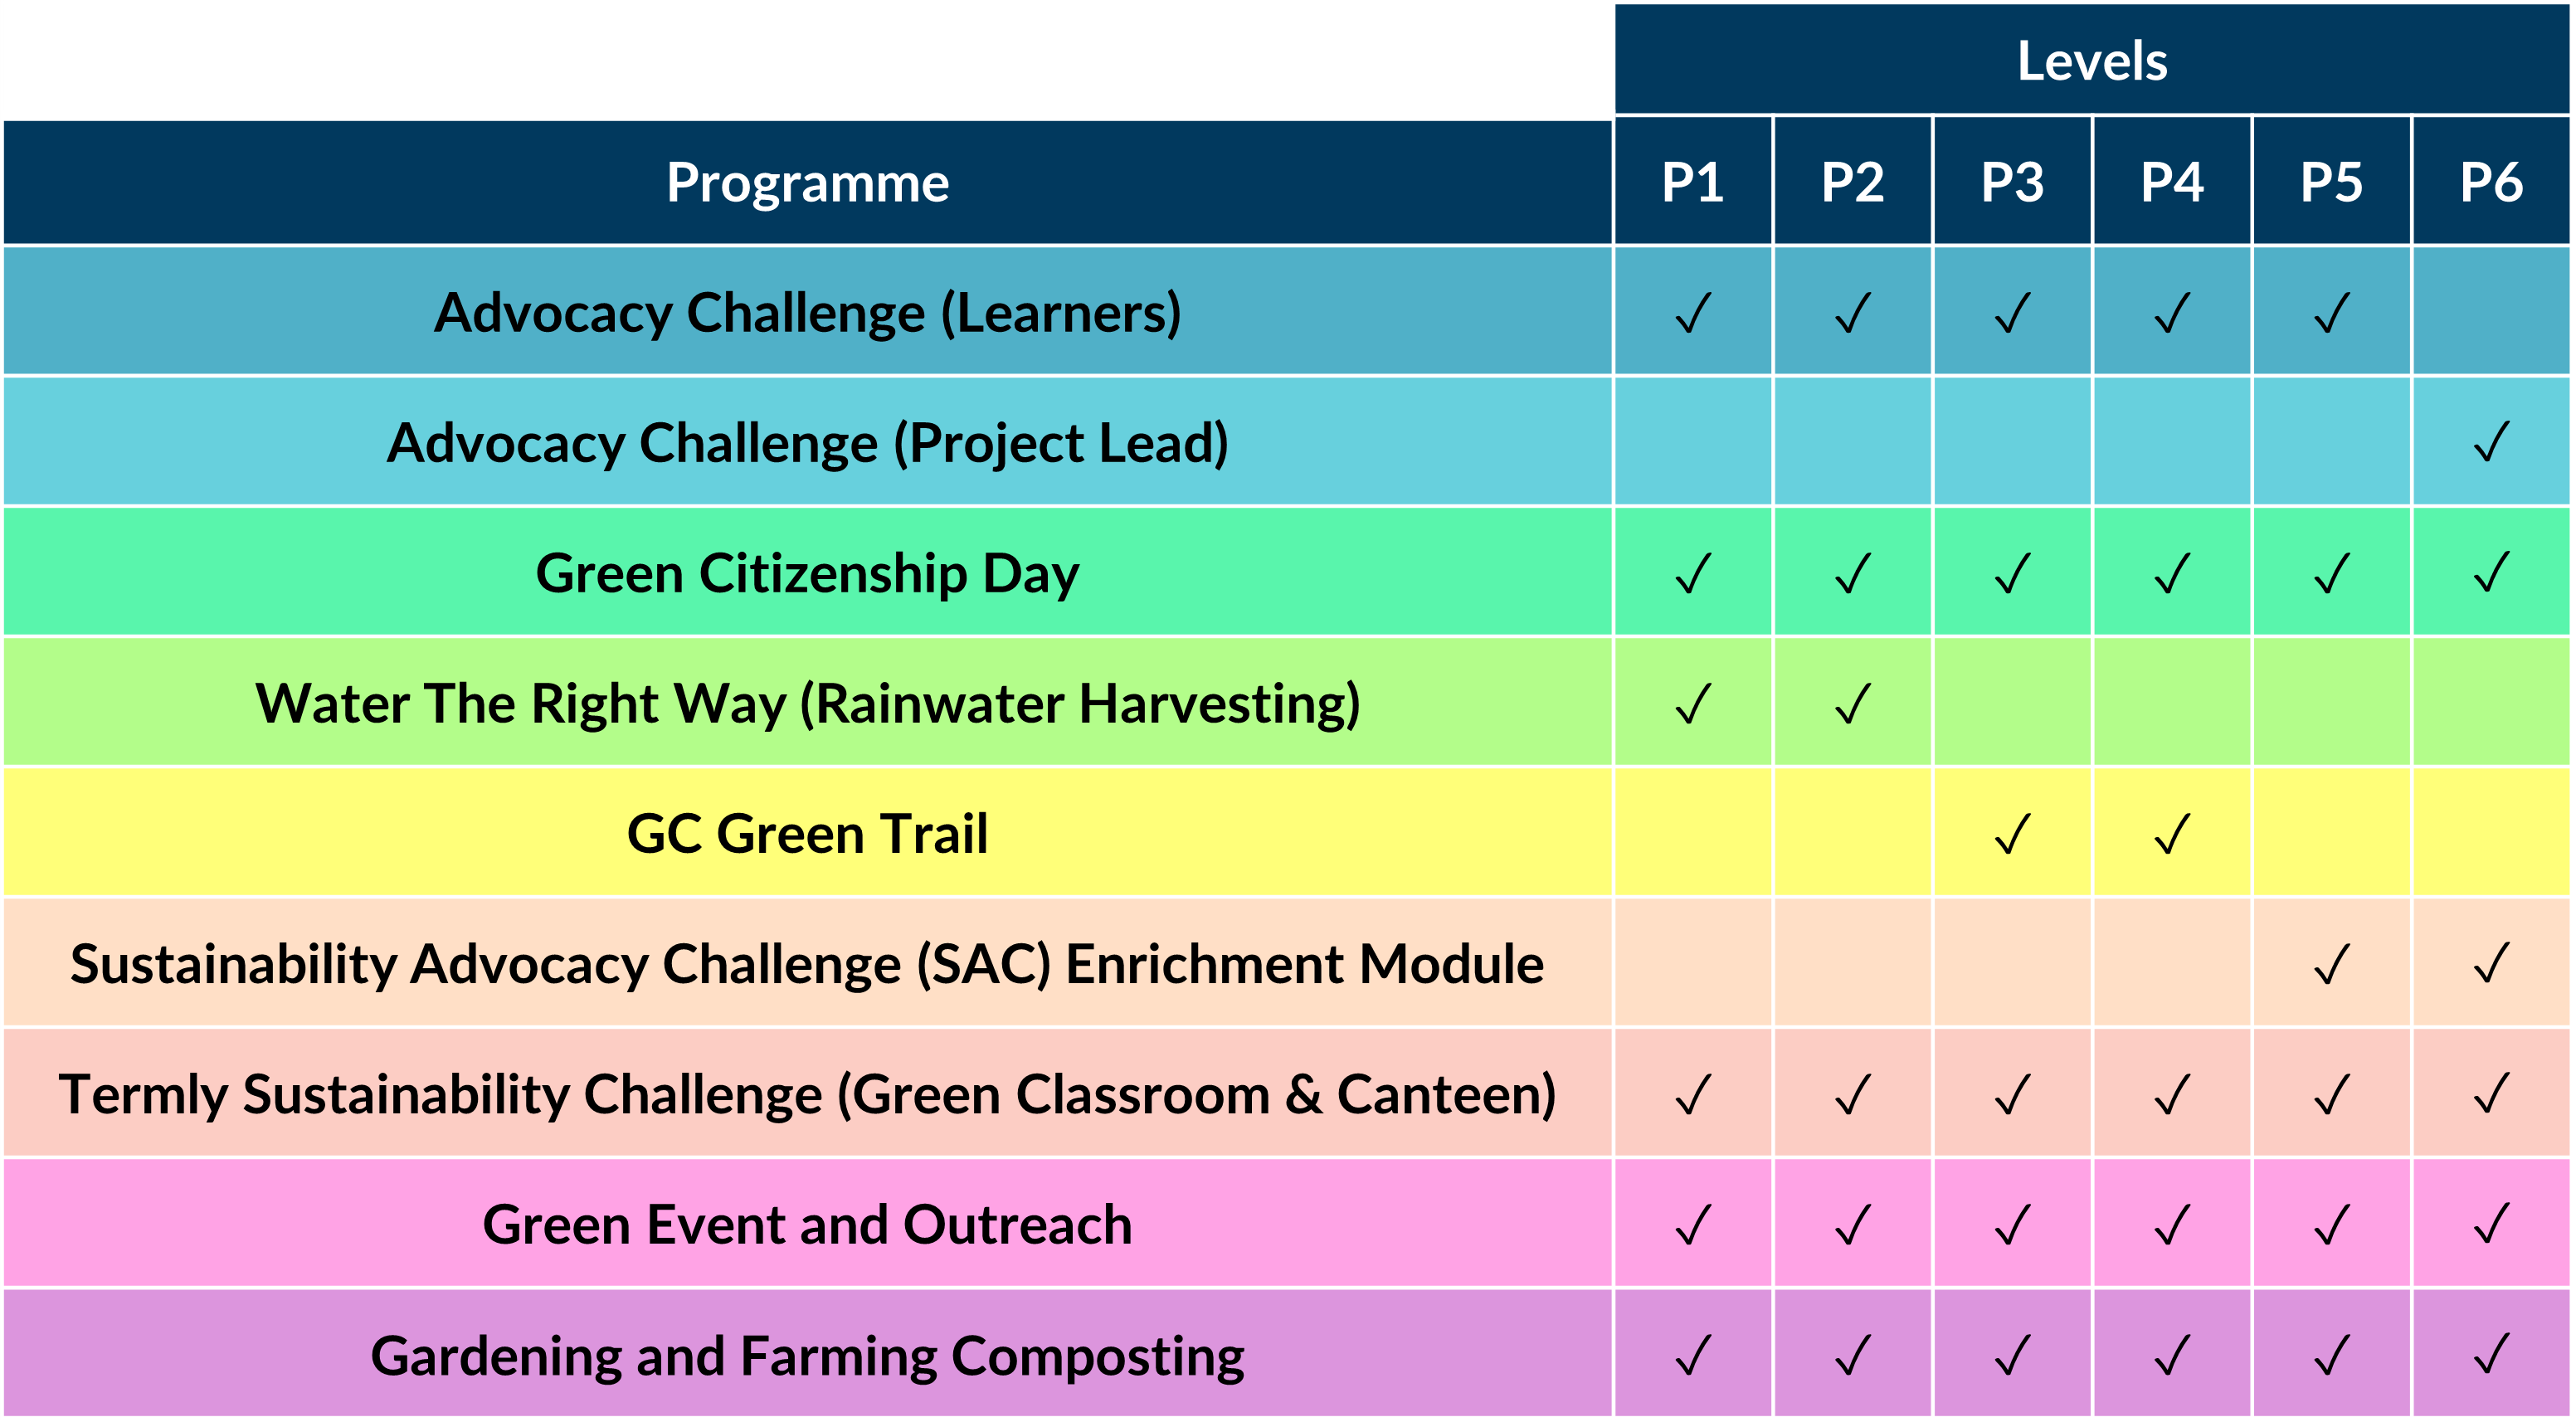 Levels
Programme P1 P2 P3 P4 P5 P6
Advocacy Challenge (Learners) ✓ ✓ ✓ ✓ ✓
Advocacy Challenge (Project Lead) ✓
Green Citizenship Day ✓ ✓ ✓ ✓ ✓ ✓
Water The Right Way (Rainwater Harvesting) ✓ ✓
GC Green Trail ✓ ✓
Sustainability Advocacy Challenge (SAC) Enrichment Module ✓ ✓
Termly Sustainability Challenge (Green Classroom & Canteen) ✓ ✓ ✓ ✓ ✓ ✓
Green Event and Outreach ✓ ✓ ✓ ✓ ✓ ✓
Gardening and Farming Composting ✓ ✓ ✓ ✓ ✓ ✓